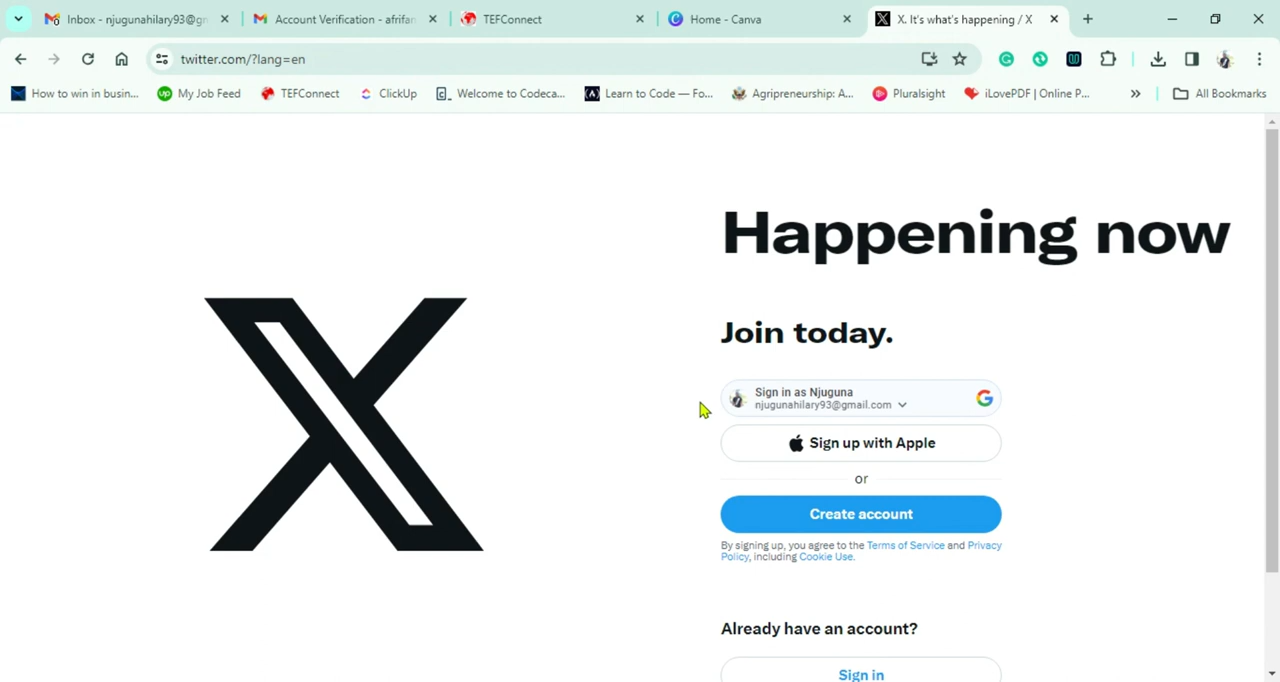 Inbox - njugunahilary93@gm
Account Verification - afrifan
TEFConnect
Home - Canva
X. It's what's happening / X
twitter.com/?lang=en
How to win in busin...
My Job Feed
TEFConnect
ClickUp
Welcome to Codeca...
Learn to Code — Fo...
Agripreneurship: A...
Pluralsight
iLovePDF | Online P...
All Bookmarks
Happening now
Join today.
Sign in as Njuguna
njugunahilary93@gmail.com
Sign up with Apple
or
Create account
By signing up, you agree to the Terms of Service and Privacy
Policy, including Cookie Use.
Already have an account?
Sign in